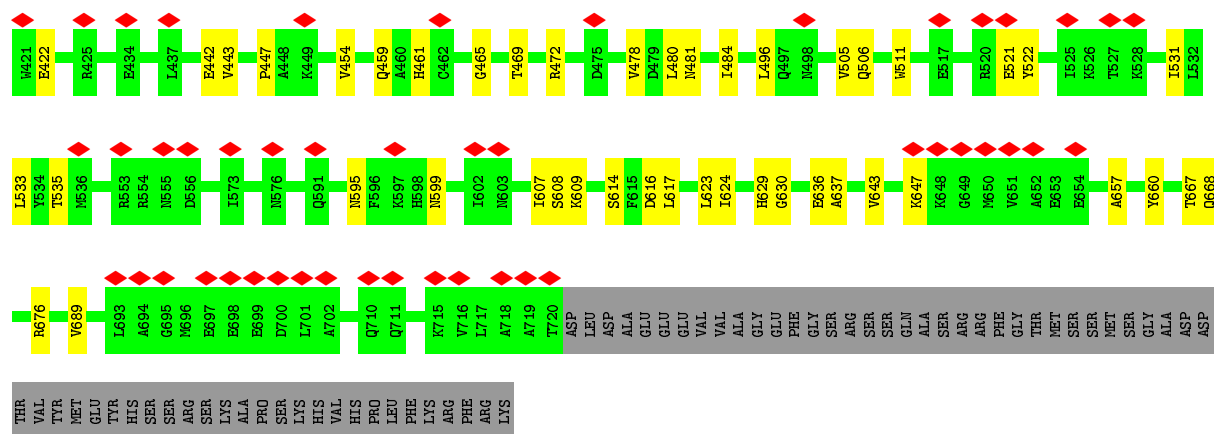 W421 E422 R425 E434 L437 E442 V443 P447 A448 K449 V454 Q459 A460 H461 C462 G465 T469 R472 D475 V478 D479 L480 N481 I484 L496 Q497 N498 V505 Q506 W511 E517 R520 E521 Y522 I525 K526 T527 K528 I531 L532
L533 Y534 T535 M536 R553 R554 N555 D556 I573 N576 Q591 N595 F596 K597 H598 N599 I602 N603 I607 S608 K609 S614 F615 D616 L617 L623 I624 H629 G630 E636 A637 V643 K647 K648 G649 M650 V651 A652 E653 E654 A657 Y660 T667 Q668
R676 V689 L693 A694 G695 M696 E697 E698 E699 D700 L701 A702 Q710 Q711 K715 V716 L717 A718 A719 T720 ASP LEU ASP ALA GLU GLU GLU VAL VAL ALA GLY GLU PHE GLY SER ARG SER SER GLN ALA SER ARG ARG PHE GLY THR MET SER SER MET SER GLY ALA ASP ASP
THR VAL TYR MET GLU TYR HIS SER SER ARG SER LYS ALA PRO SER LYS HIS VAL HIS PRO LEU PHE LYS ARG PHE ARG LYS